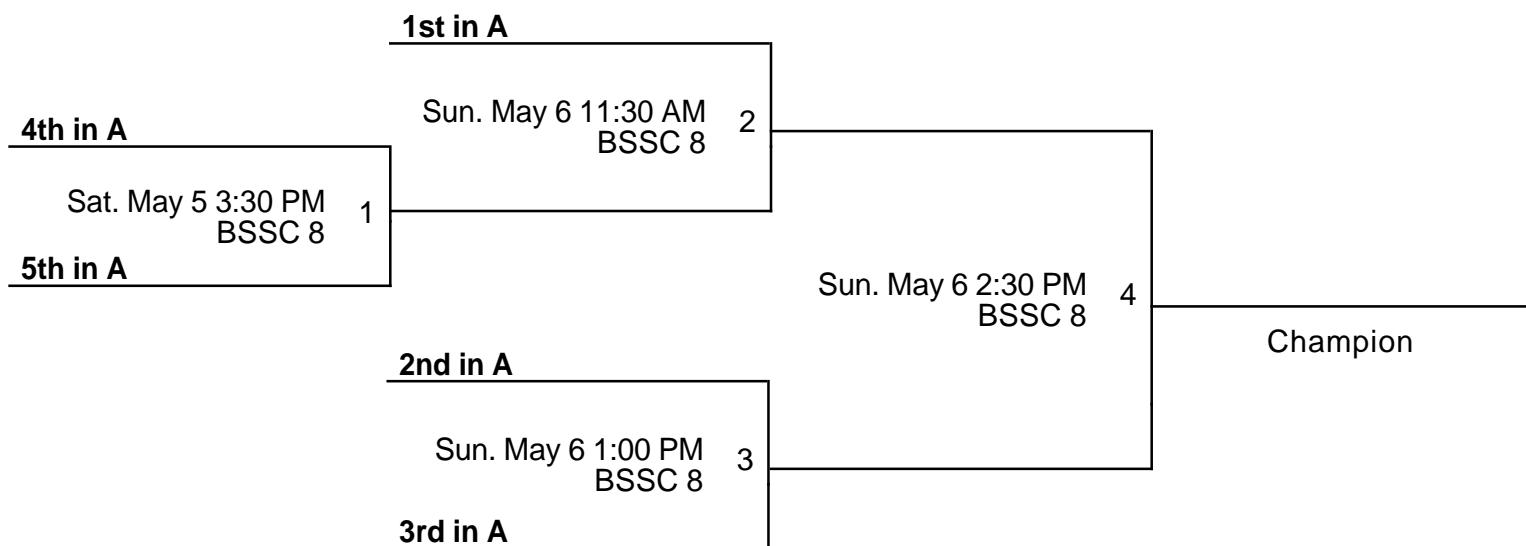 1st in A
Sun. May 6 11:30 AM
BSSC 8
2
4th in A
Sat. May 5 3:30 PM
BSSC 8
1
5th in A
Sun. May 6 2:30 PM
BSSC 8
4
Champion
2nd in A
Sun. May 6 1:00 PM
BSSC 8
3
3rd in A